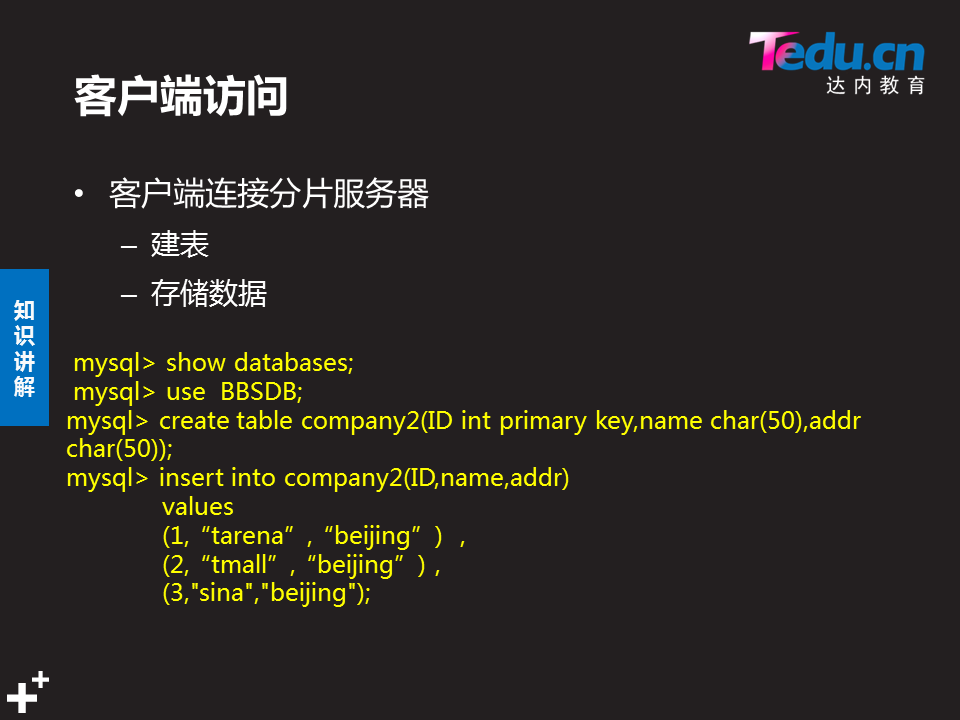 Tedu.cn
达内教育
客户端访问
• 客户端连接分片服务器
– 建表
– 存储数据
知
识
讲
解
mysql> show databases;
mysql> use  BBSDB;
mysql> create table company2(ID int primary key,name char(50),addr
char(50));
mysql> insert into company2(ID,name,addr)
values
(1,“tarena”,“beijing”) ,
(2,“tmall”,“beijing”),
(3,"sina","beijing");